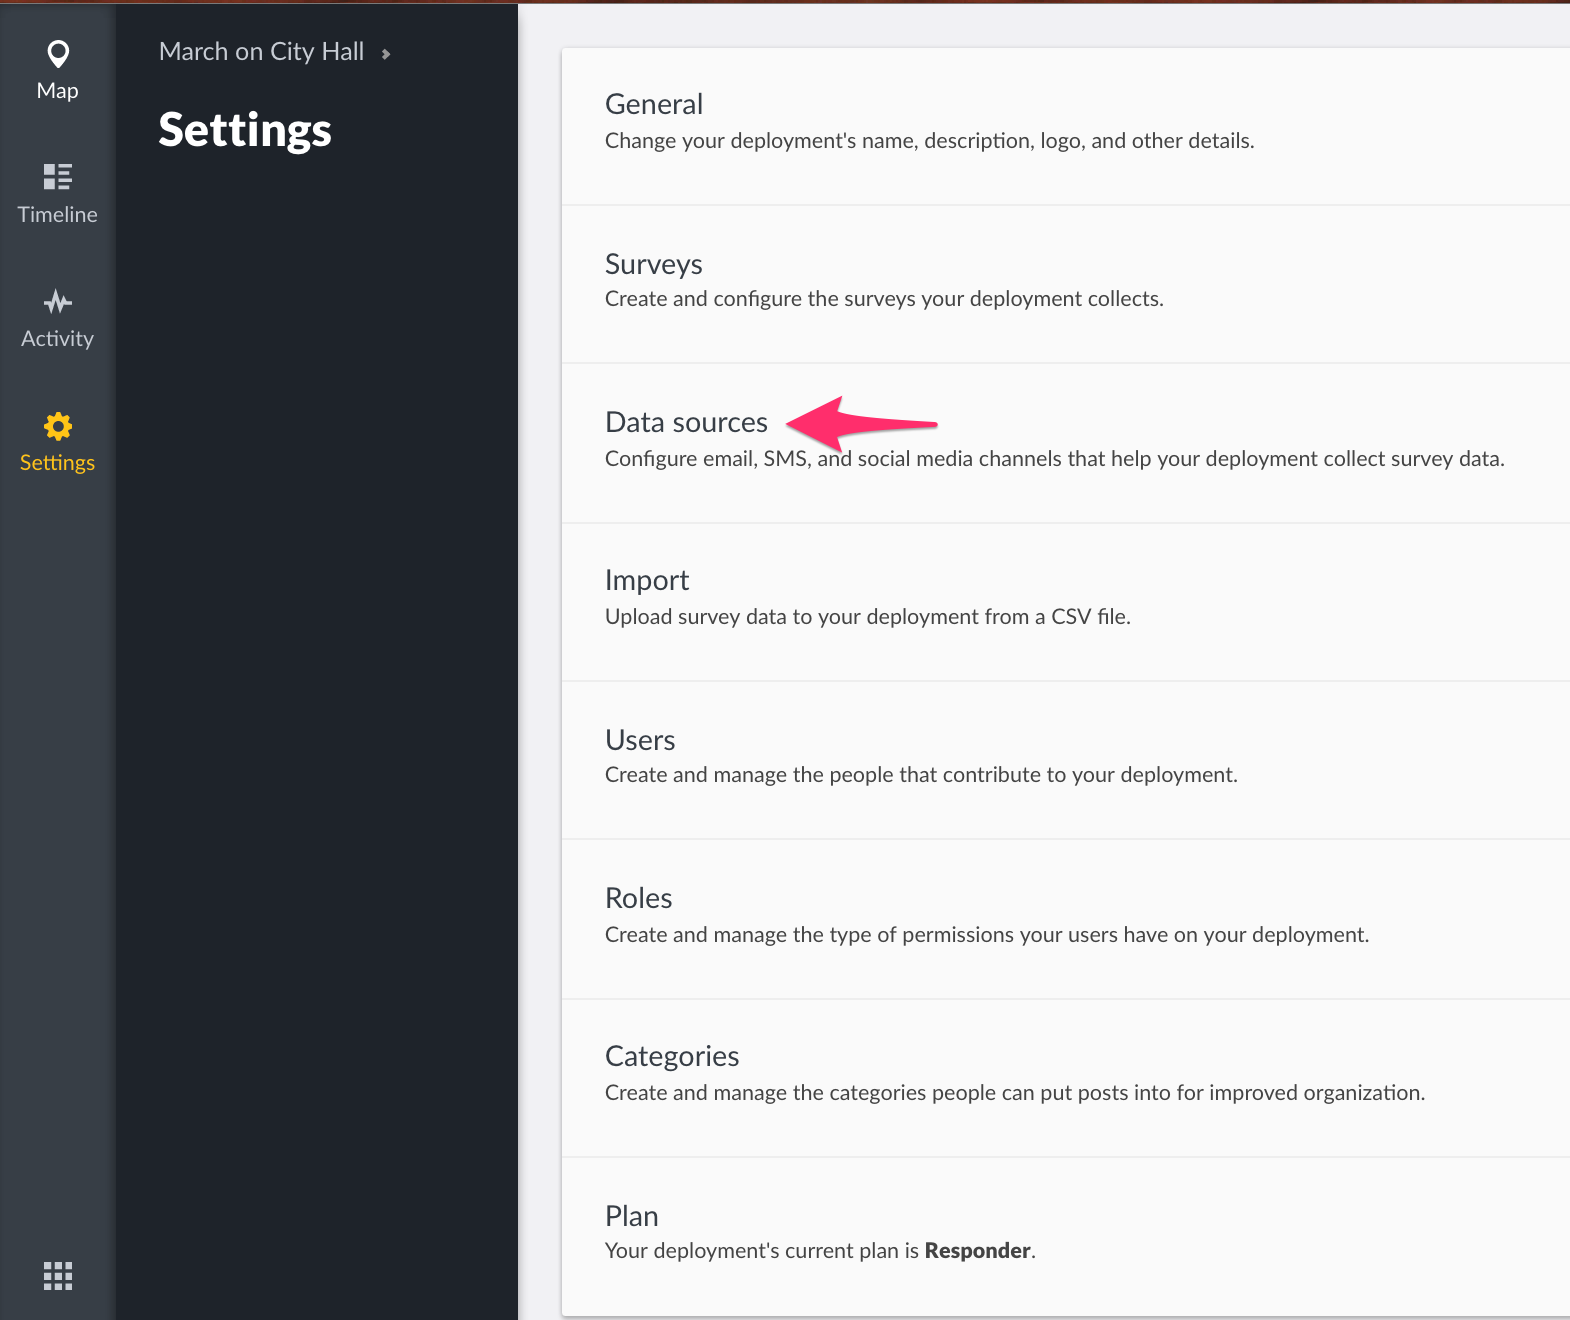 Map
Timeline
Activity
Settings
March on City Hall
Settings
General
Change your deployment's name, description, logo, and other details.
Surveys
Create and configure the surveys your deployment collects.
Data sources
Configure email, SMS, and social media channels that help your deployment collect survey data.
Import
Upload survey data to your deployment from a CSV file.
Users
Create and manage the people that contribute to your deployment.
Roles
Create and manage the type of permissions your users have on your deployment.
Categories
Create and manage the categories people can put posts into for improved organization.
Plan
Your deployment's current plan is Responder.